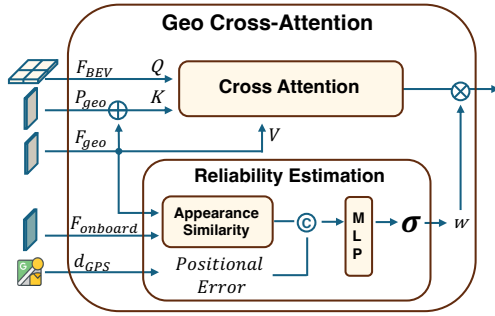 Geo Cross-Attention
F_BEV Q
Cross Attention
P_geo K
F_geo V
Reliability Estimation
Appearance
Similarity
F_onboard
C
M
L
P
σ w
d_GPS Positional
Error
G